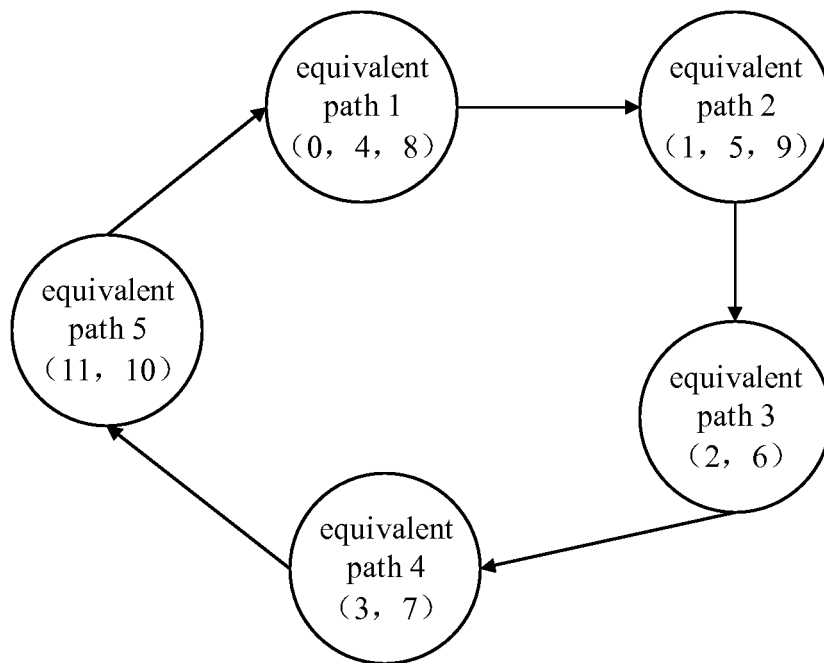 equivalent
path 1
（0，4，8）
equivalent
path 2
（1，5，9）
equivalent
path 3
（2，6）
equivalent
path 4
（3，7）
equivalent
path 5
（11，10）